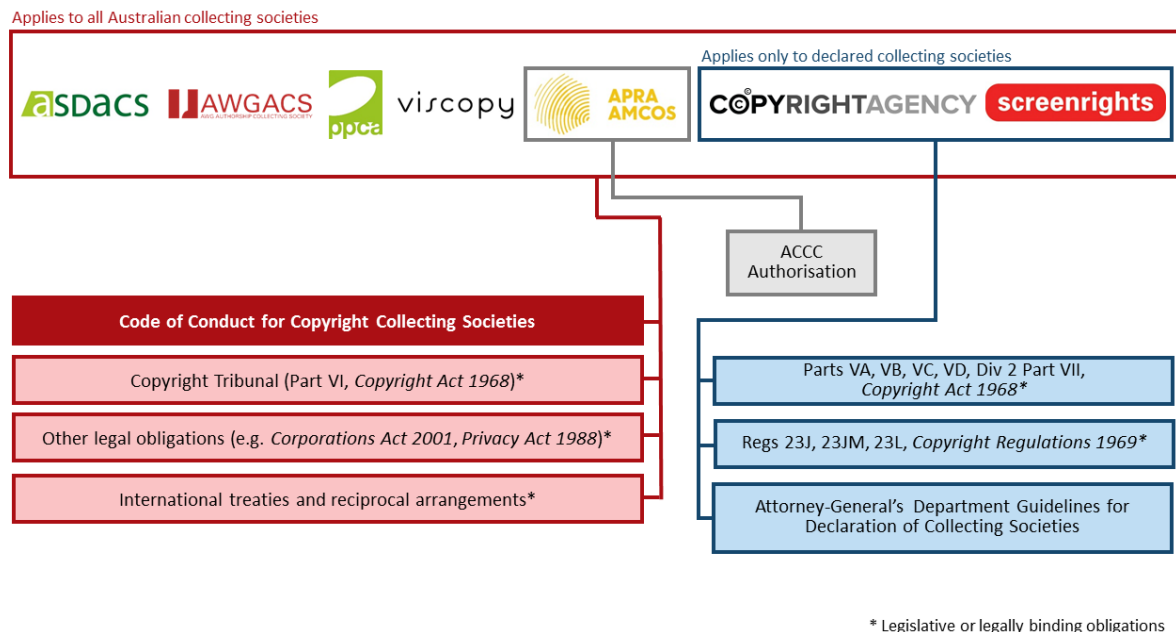 Applies to all Australian collecting societies
Applies only to declared collecting societies
asdacs
AWGACS
AWG AUTHORSHIP COLLECTING SOCIETY
ppca
viscopy
APRA
AMCOS
COPYRIGHTAGENCY
screenrights
ACCC
Authorisation
Code of Conduct for Copyright Collecting Societies
Copyright Tribunal (Part VI, Copyright Act 1968)*
Other legal obligations (e.g. Corporations Act 2001, Privacy Act 1988)*
International treaties and reciprocal arrangements*
Parts VA, VB, VC, VD, Div 2 Part VII,
Copyright Act 1968*
Regs 23J, 23JM, 23L, Copyright Regulations 1969*
Attorney-General’s Department Guidelines for
Declaration of Collecting Societies
* Legislative or legally binding obligations